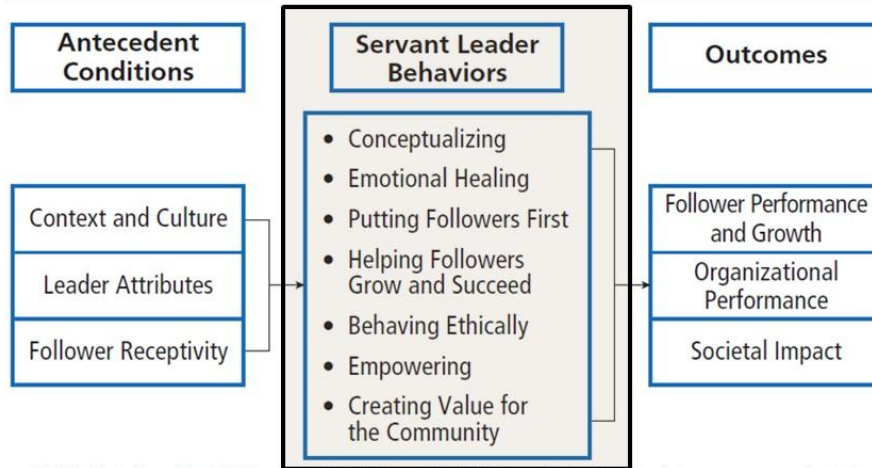 Antecedent
Conditions
Servant Leader
Behaviors
Outcomes
Context and Culture
Leader Attributes
Follower Receptivity
• Conceptualizing
• Emotional Healing
• Putting Followers First
• Helping Followers
Grow and Succeed
• Behaving Ethically
• Empowering
• Creating Value for
the Community
Follower Performance
and Growth
Organizational
Performance
Societal Impact